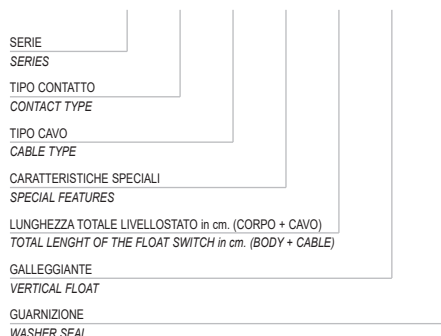 SERIE
SERIES
TIPO CONTATTO
CONTACT TYPE
TIPO CAVO
CABLE TYPE
CARATTERISTICHE SPECIALI
SPECIAL FEATURES
LUNGHEZZA TOTALE LIVELLOSTATO in cm. (CORPO + CAVO)
TOTAL LENGHT OF THE FLOAT SWITCH in cm. (BODY + CABLE)
GALLEGGIANTE
VERTICAL FLOAT
GUARNIZIONE
WASHER SEAL